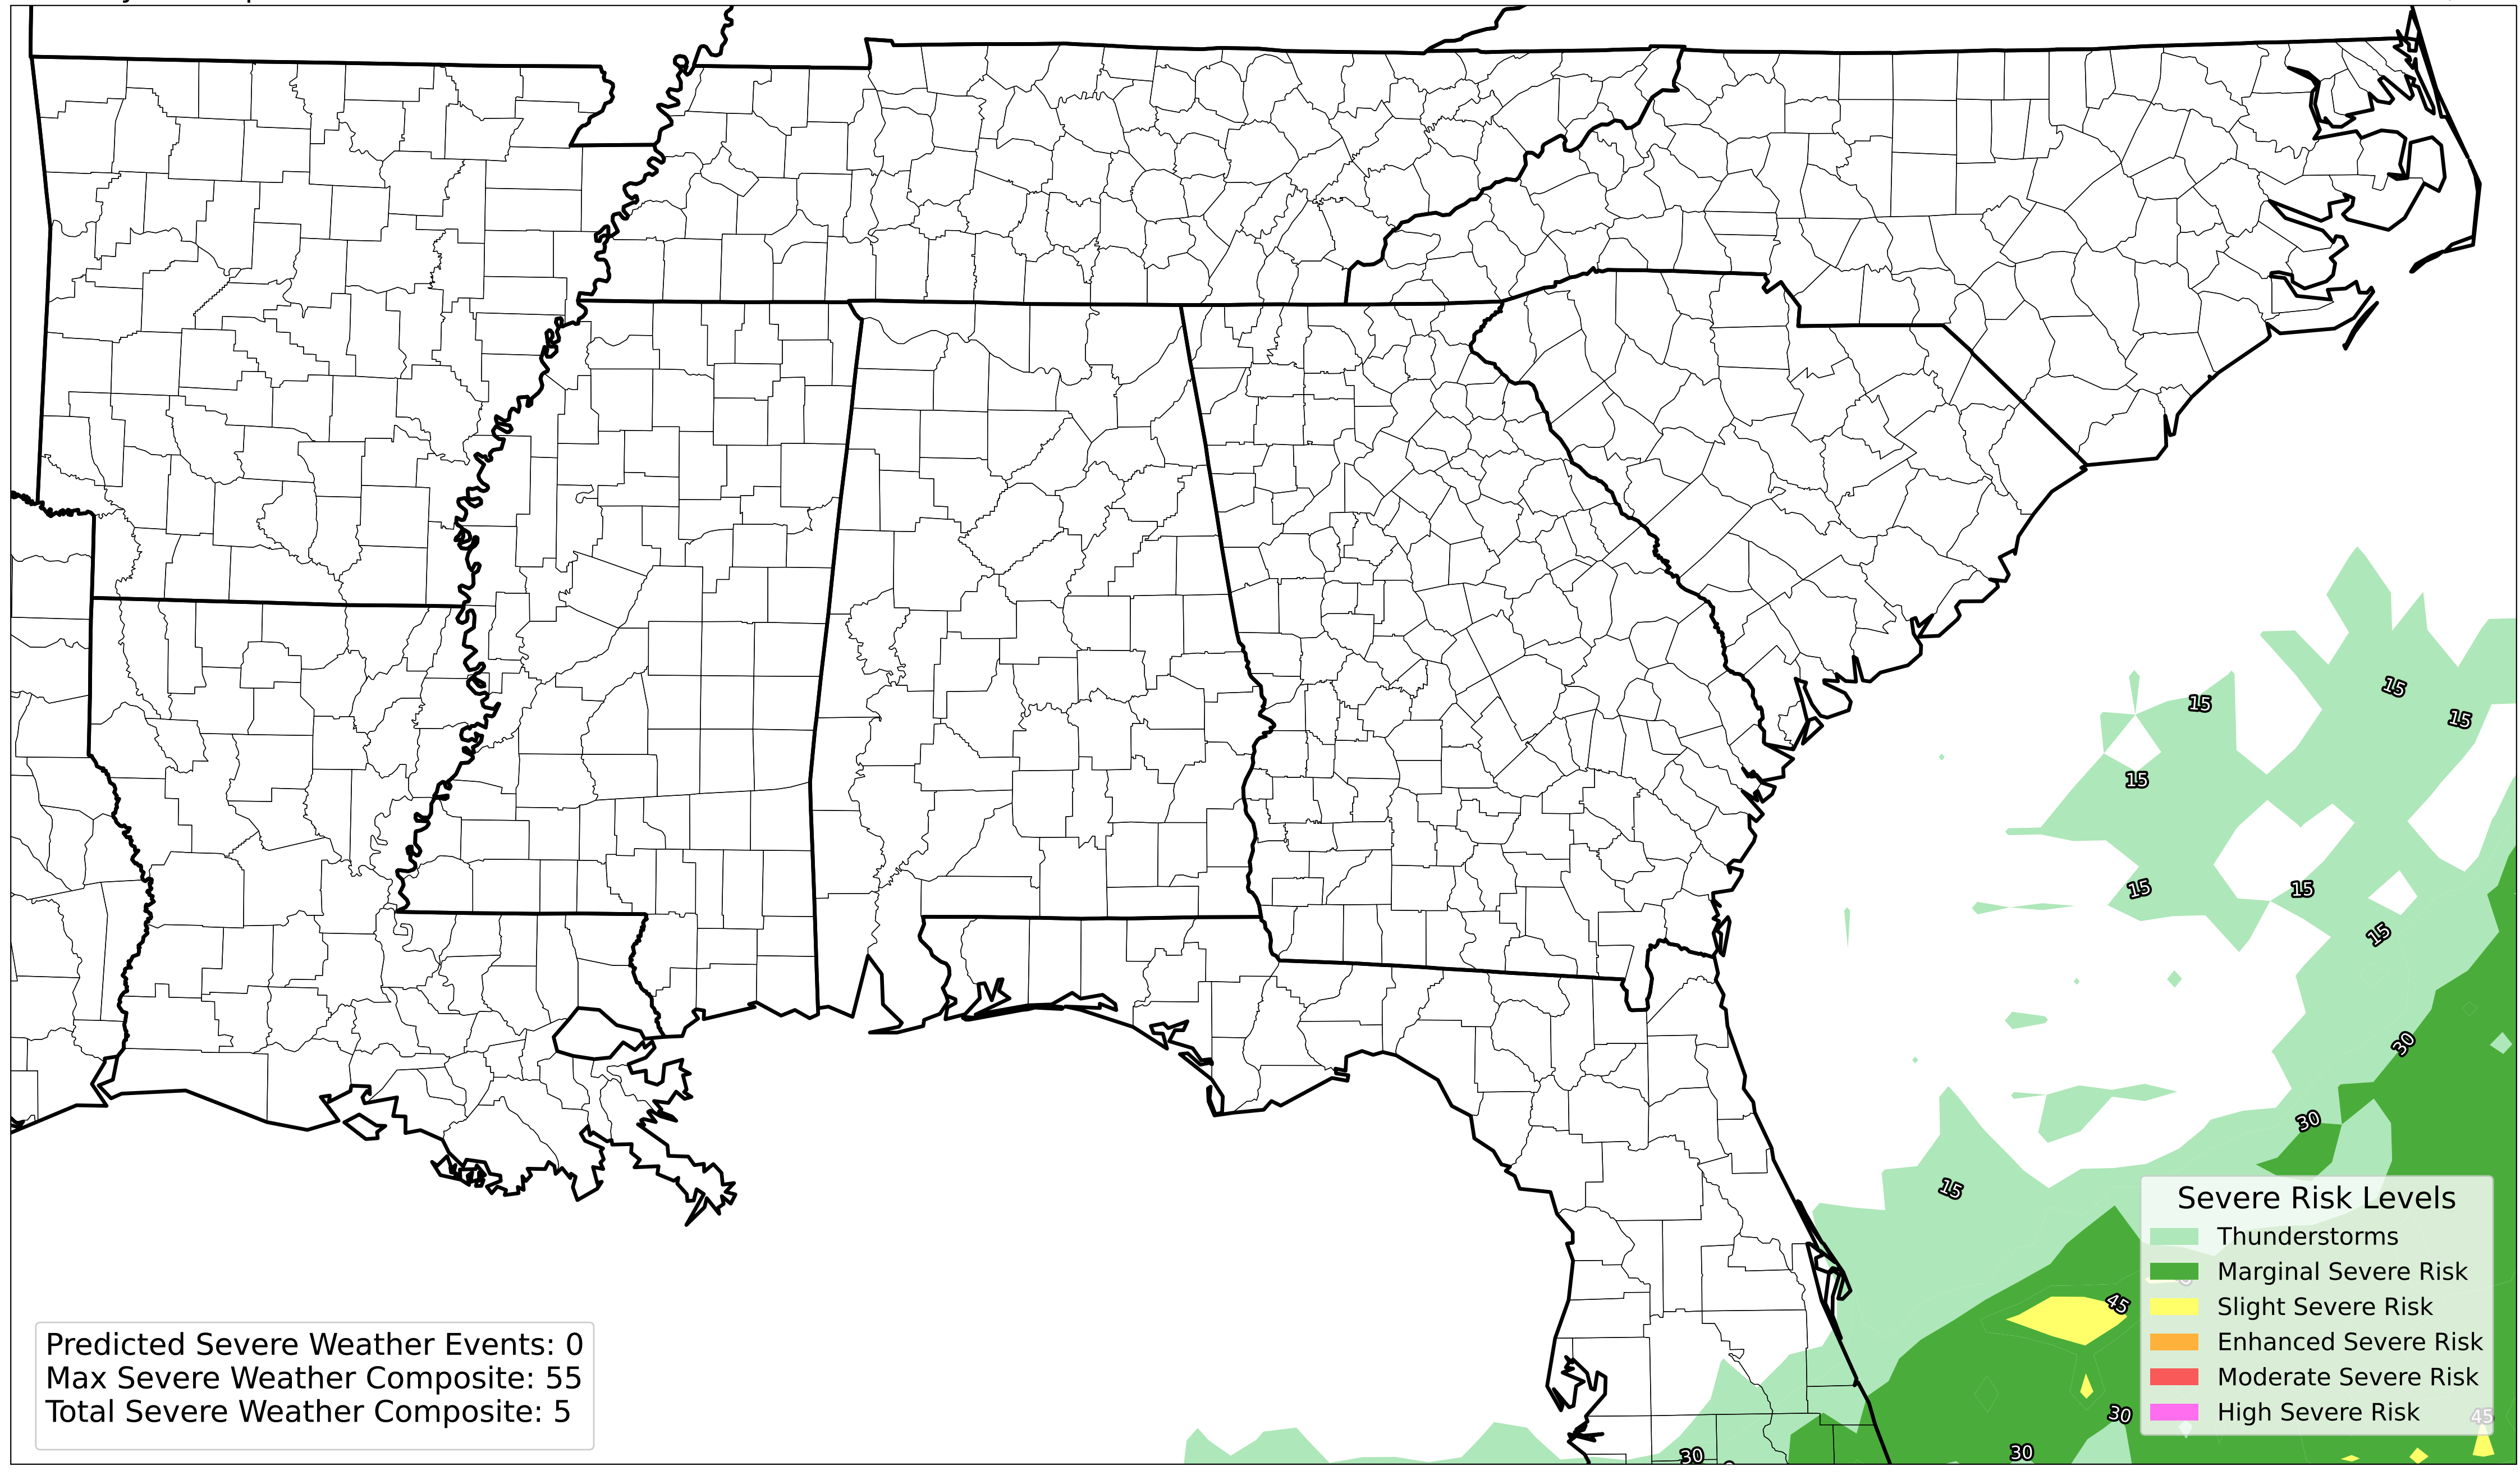 15
15
15
15
15
15
15
30
30
15
45
30
45
30
30
Severe Risk Levels
Thunderstorms
Marginal Severe Risk
Slight Severe Risk
Enhanced Severe Risk
Moderate Severe Risk
High Severe Risk
Predicted Severe Weather Events: 0
Max Severe Weather Composite: 55
Total Severe Weather Composite: 5